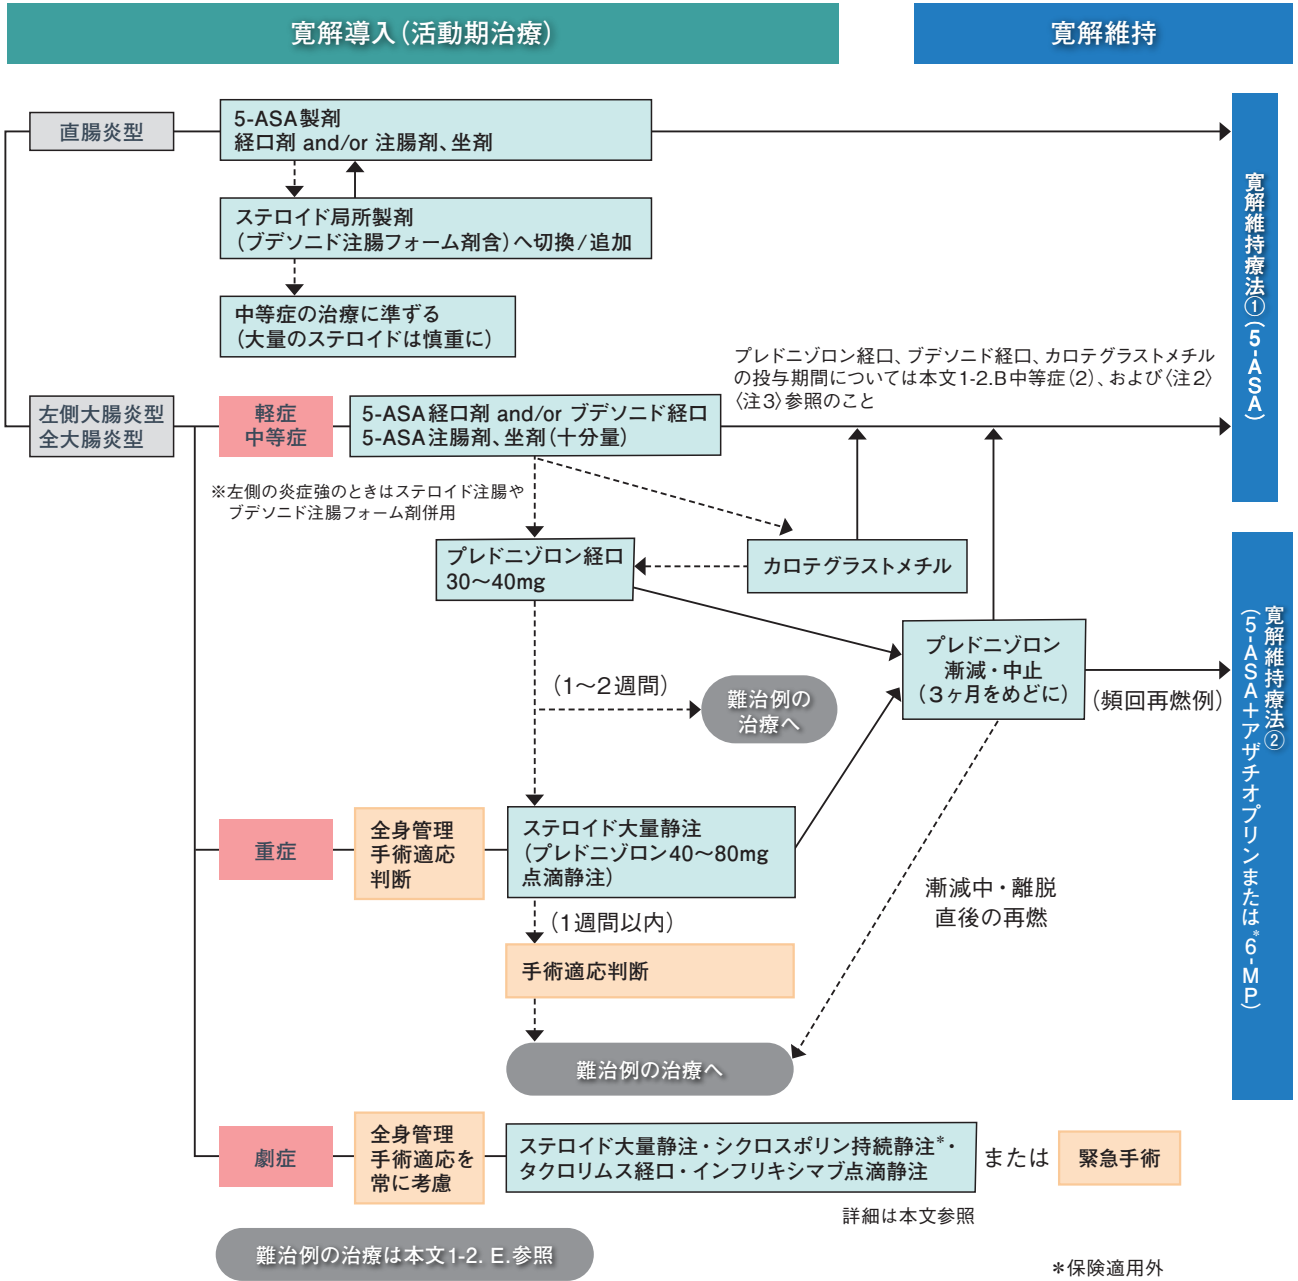 寛解導入(活動期治療)
寛解維持
直腸炎型
5-ASA製剤
経口剤 and/or 注腸剤、坐剤
ステロイド局所製剤
(ブデソニド注腸フォーム剤含)へ切換/追加
中等症の治療に準ずる
(大量のステロイドは慎重に)
寛解維持療法①(5-ASA)
プレドニゾロン経口、ブデソニド経口、カロテグラストメチル
の投与期間については本文1-2.B中等症(2)、および〈注2〉
〈注3〉参照のこと
左側大腸炎型
全大腸炎型
軽症
中等症
5-ASA経口剤 and/or ブデソニド経口
5-ASA注腸剤、坐剤(十分量)
※左側の炎症強のときはステロイド注腸や
ブデソニド注腸フォーム剤併用
プレドニゾロン経口
30〜40mg
カロテグラストメチル
プレドニゾロン
漸減・中止
(3ヶ月をめどに)
(頻回再燃例)
寛解維持療法②
(5-ASA+アザチオプリンまたは*6-MP)
(1〜2週間)
難治例の
治療へ
重症
全身管理
手術適応
判断
ステロイド大量静注
(プレドニゾロン40〜80mg
点滴静注)
漸減中・離脱
直後の再燃
(1週間以内)
手術適応判断
難治例の治療へ
劇症
全身管理
手術適応を
常に考慮
ステロイド大量静注・シクロスポリン持続静注*・
タクロリムス経口・インフリキシマブ点滴静注
または
緊急手術
詳細は本文参照
難治例の治療は本文1-2. E.参照
*保険適用外